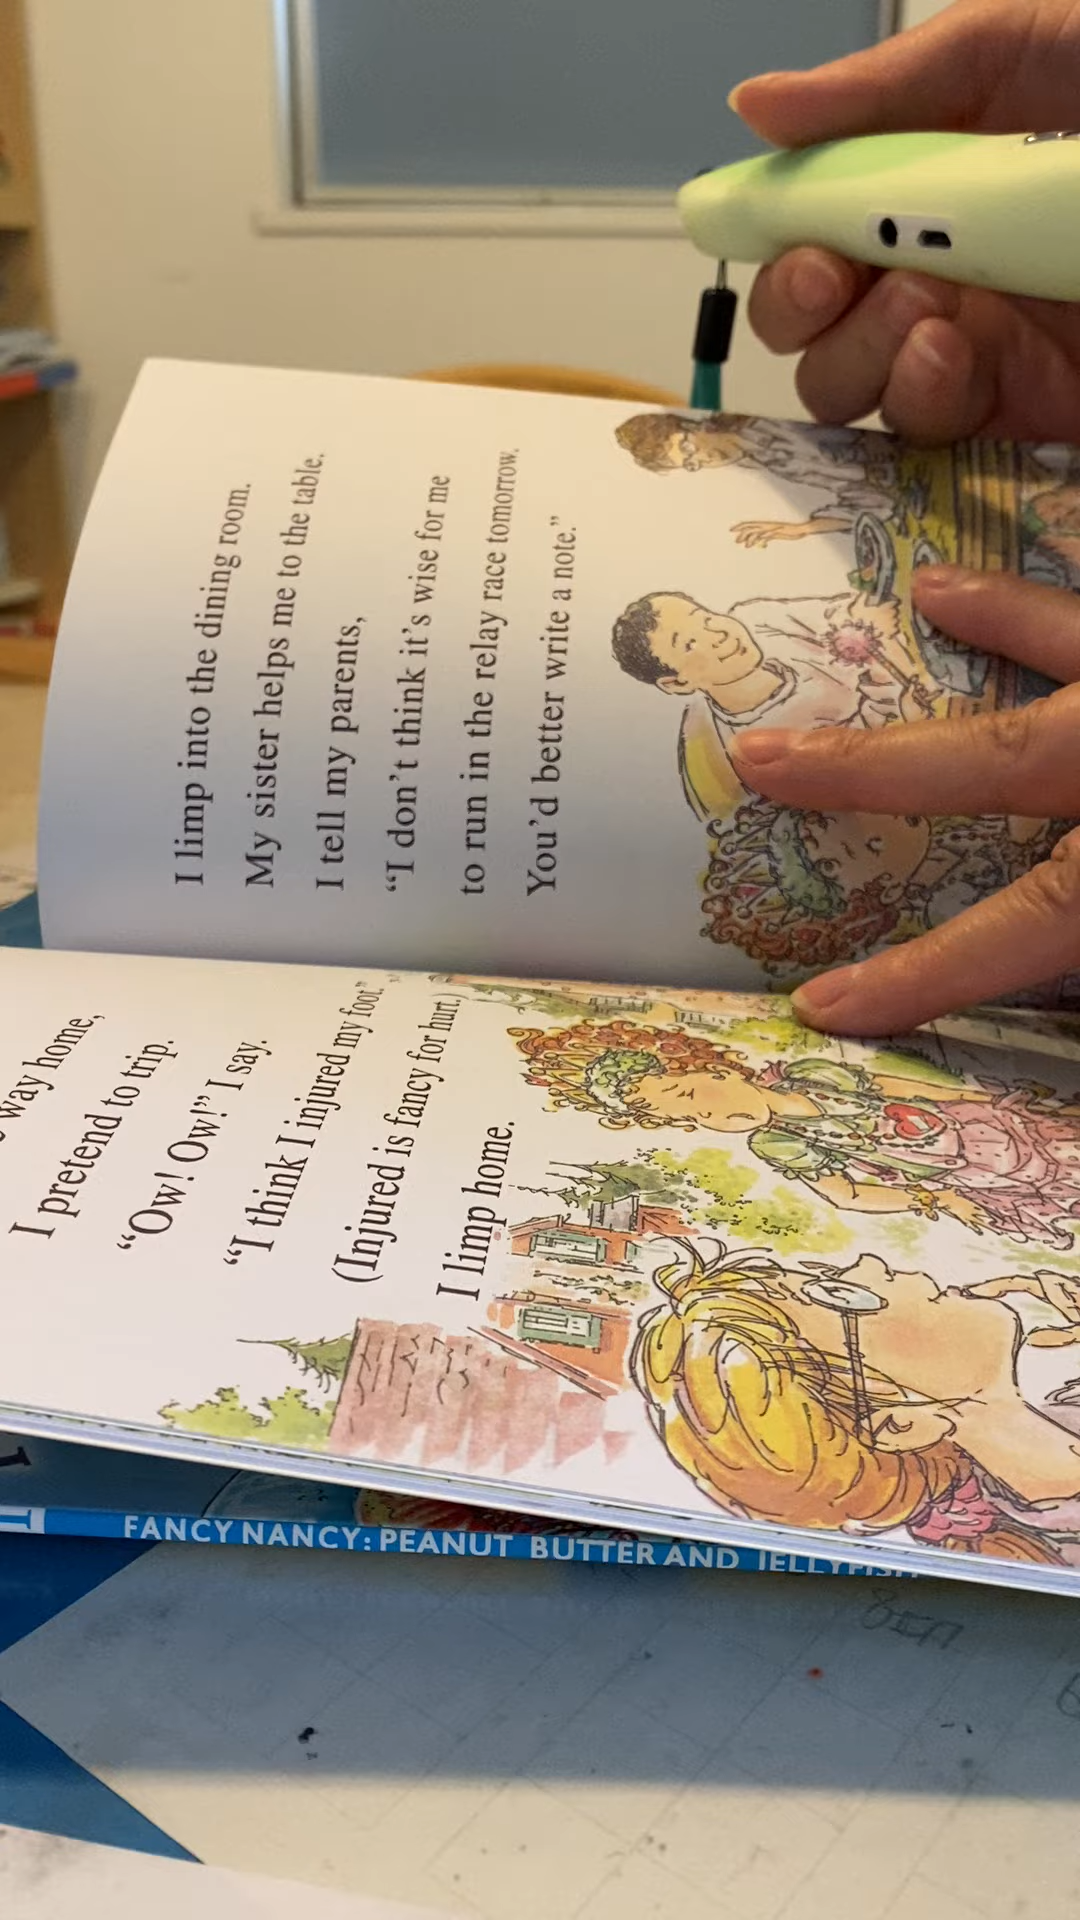 way home,
I pretend to trip.
“Ow! Ow!” I say.
“I think I injured my foot.”
(Injured is fancy for hurt.)
I limp home.
I limp into the dining room.
My sister helps me to the table.
I tell my parents,
“I don’t think it’s wise for me
to run in the relay race tomorrow.
You’d better write a note.”
FANCY NANCY: PEANUT BUTTER AND JELLYFISH